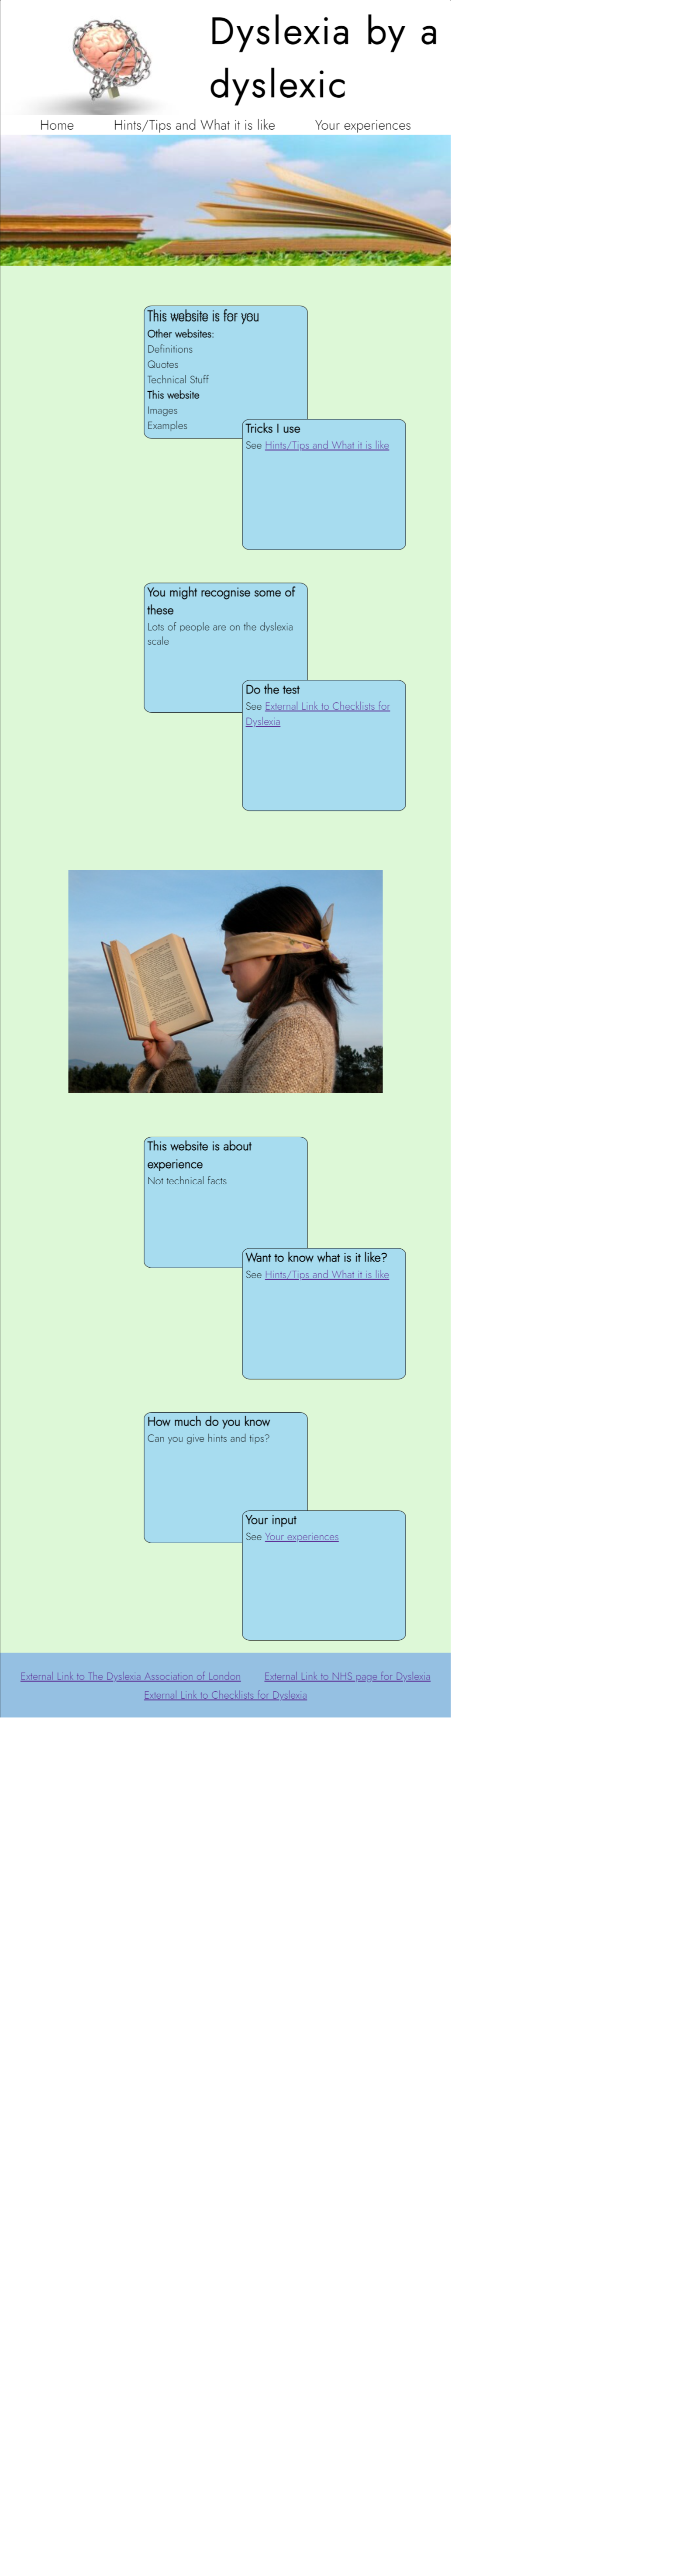 Dyslexia by a
dyslexic
Home Hints/Tips and What it is like Your experiences
This website is for you
Other websites:
Definitions
Quotes
Technical Stuff
This website
Images
Examples
Tricks I use
See Hints/Tips and What it is like
You might recognise some of
these
Lots of people are on the dyslexia
scale
Do the test
See External Link to Checklists for
Dyslexia
This website is about
experience
Not technical facts
Want to know what is it like?
See Hints/Tips and What it is like
How much do you know
Can you give hints and tips?
Your input
See Your experiences
External Link to The Dyslexia Association of London External Link to NHS page for Dyslexia
External Link to Checklists for Dyslexia